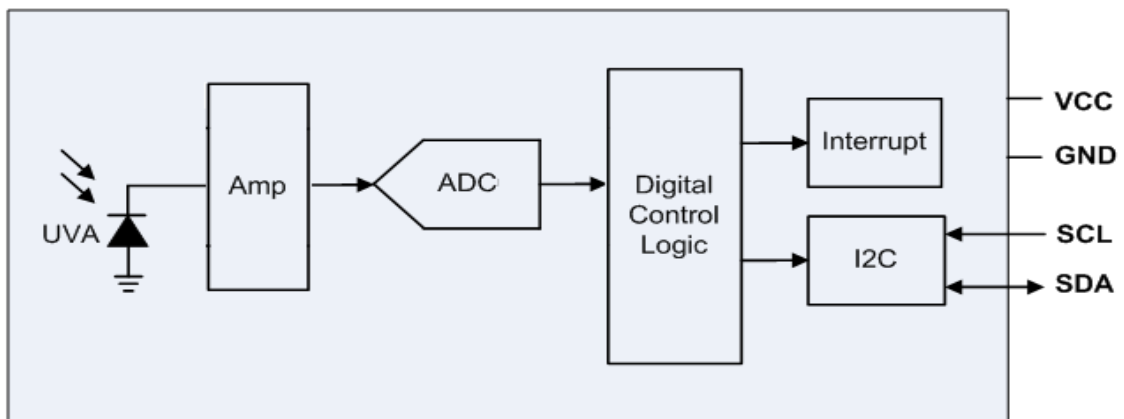 UVA
Amp
ADC
Digital
Control
Logic
Interrupt
I2C
VCC
GND
SCL
SDA